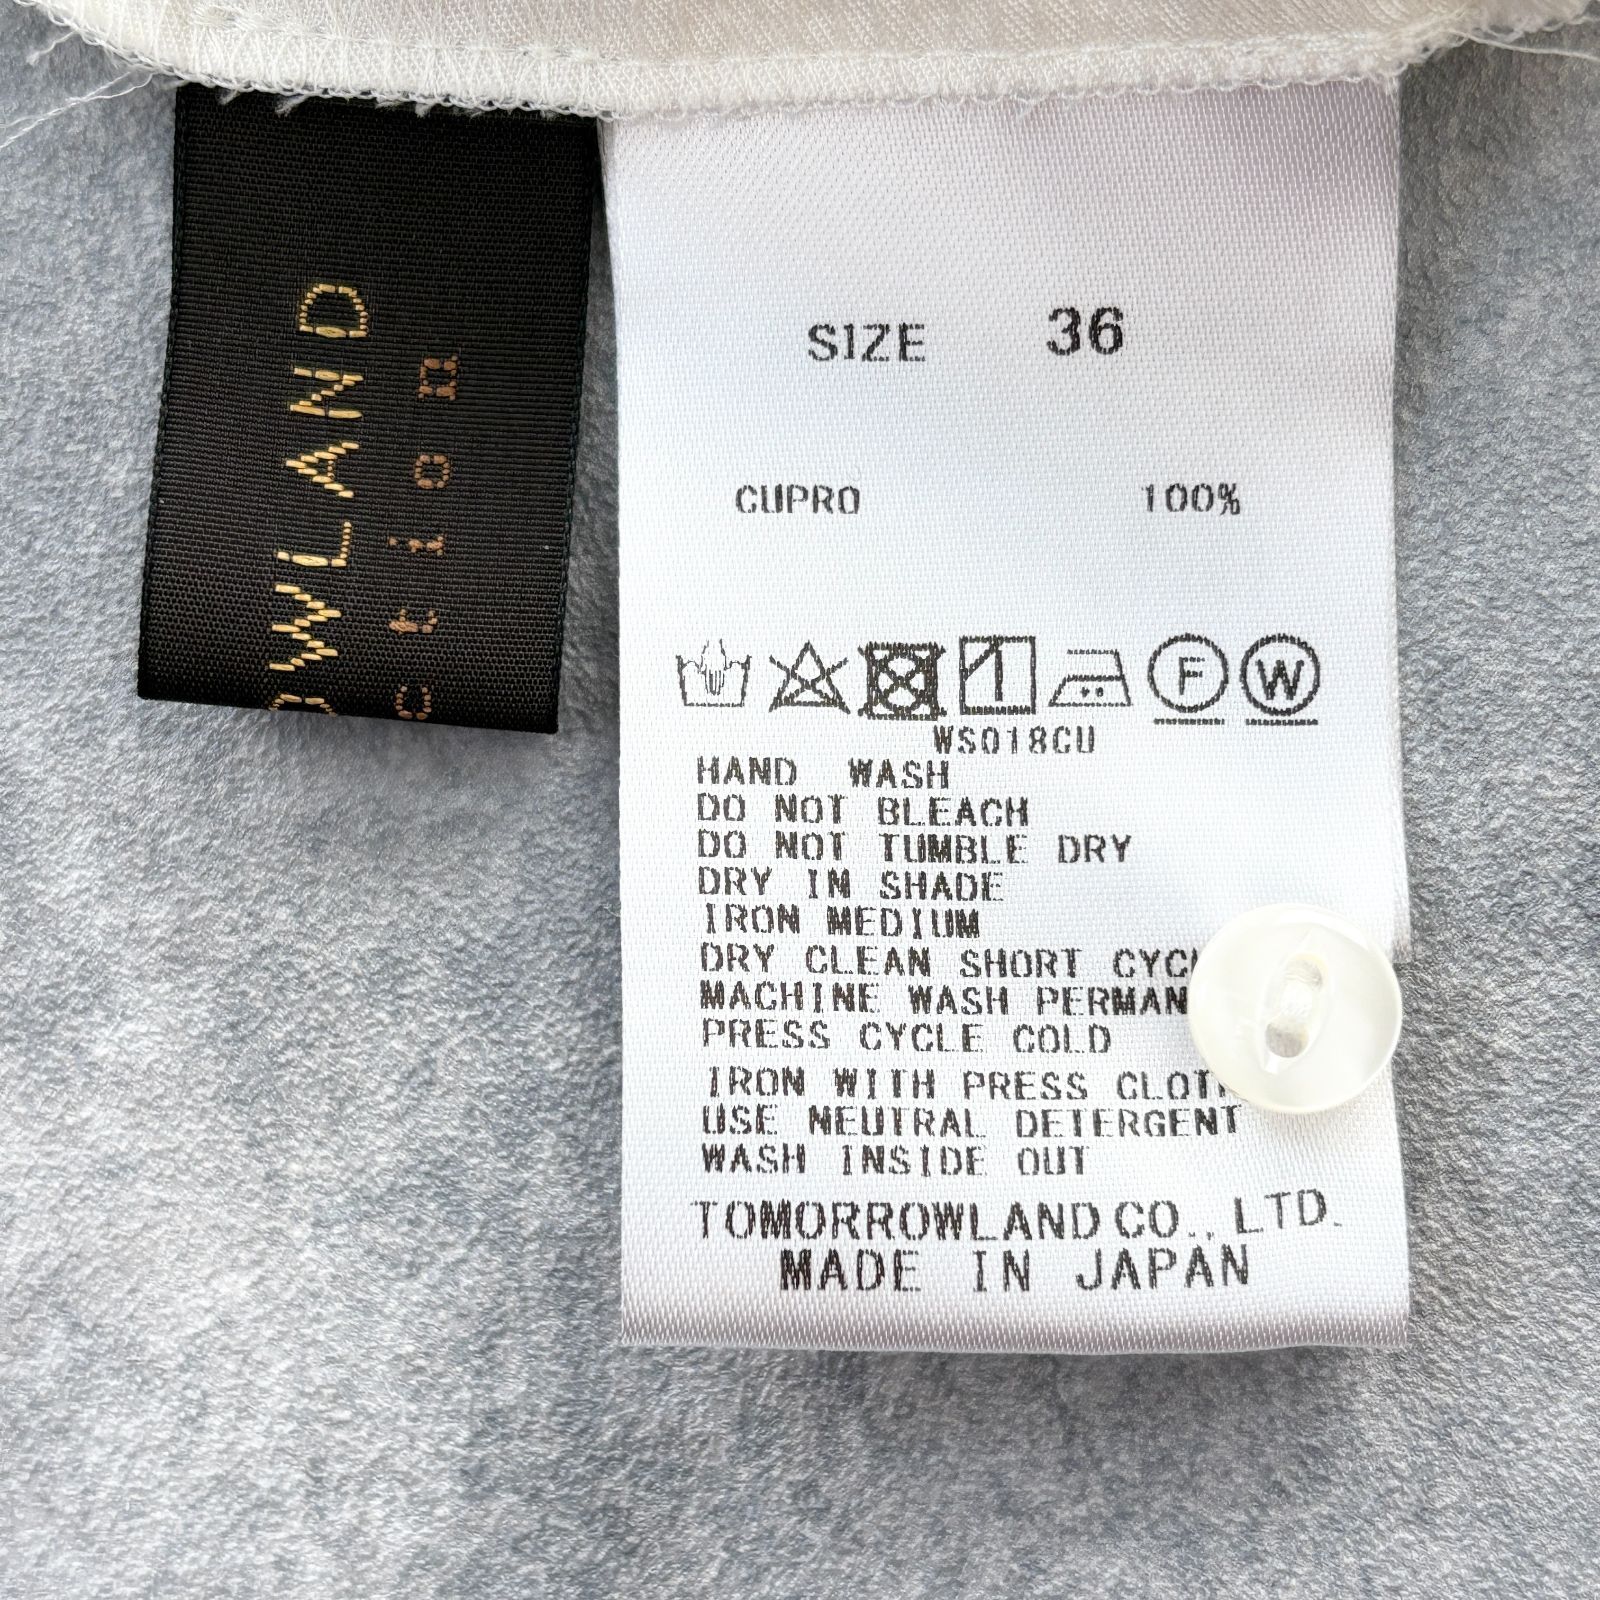 OWLAND
ction
SIZE 36
CUPRO 100%
F W
WS018CU
HAND WASH
DO NOT BLEACH
DO NOT TUMBLE DRY
DRY IN SHADE
IRON MEDIUM
DRY CLEAN SHORT CYC
MACHINE WASH PERMAN
PRESS CYCLE COLD
IRON WITH PRESS CLOT
USE NEUTRAL DETERGENT
WASH INSIDE OUT
TOMORROWLAND CO., LTD.
MADE IN JAPAN